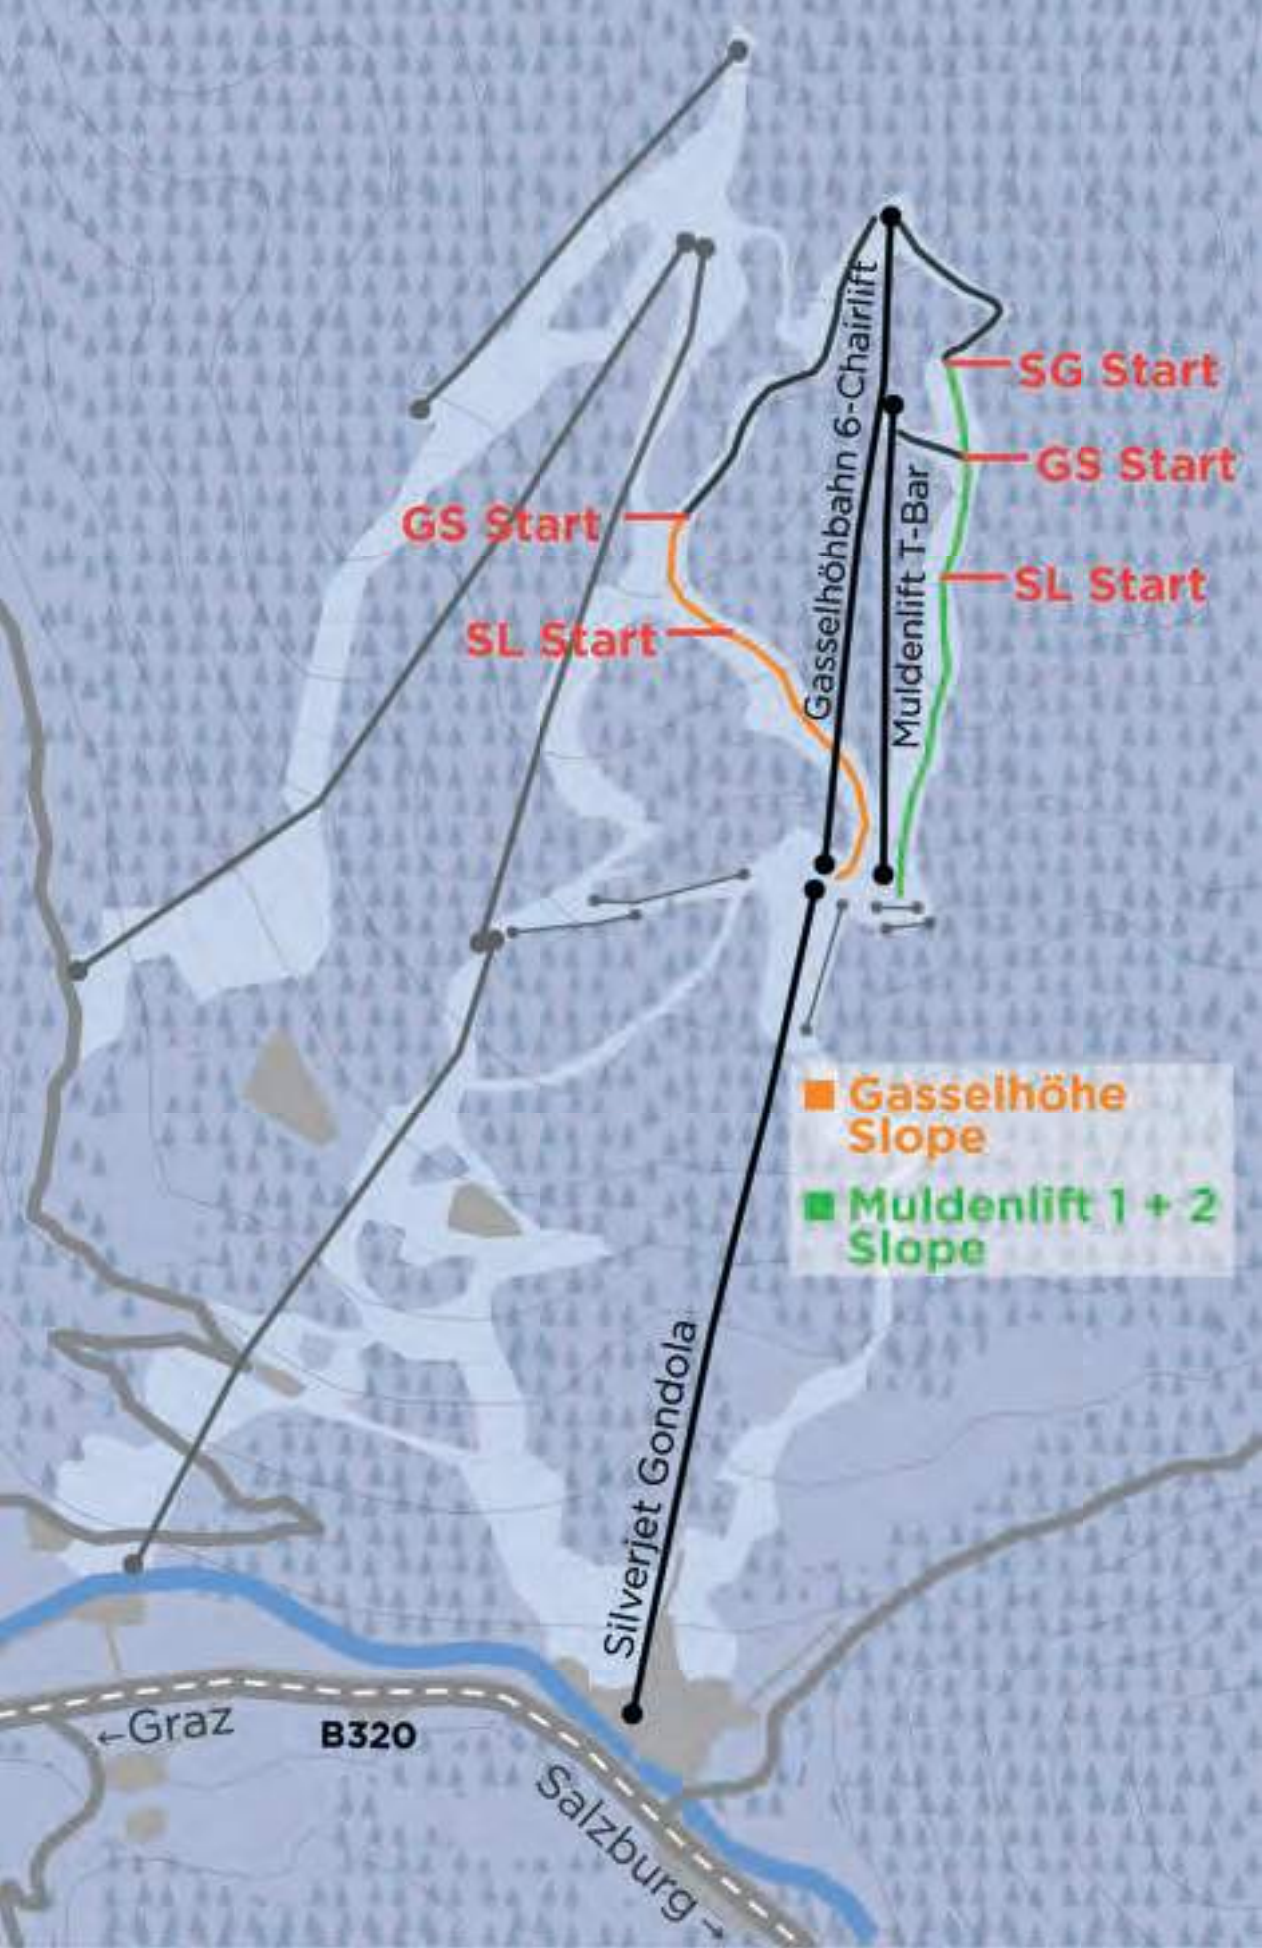 Gasselhöhbahn 6-Chairlift
SG Start
GS Start
Muldenlift T-Bar
GS Start
SL Start
SL Start
Gasselhöhe
Slope
Muldenlift 1 + 2
Slope
Silverjet Gondola
←Graz
B320
Salzburg→